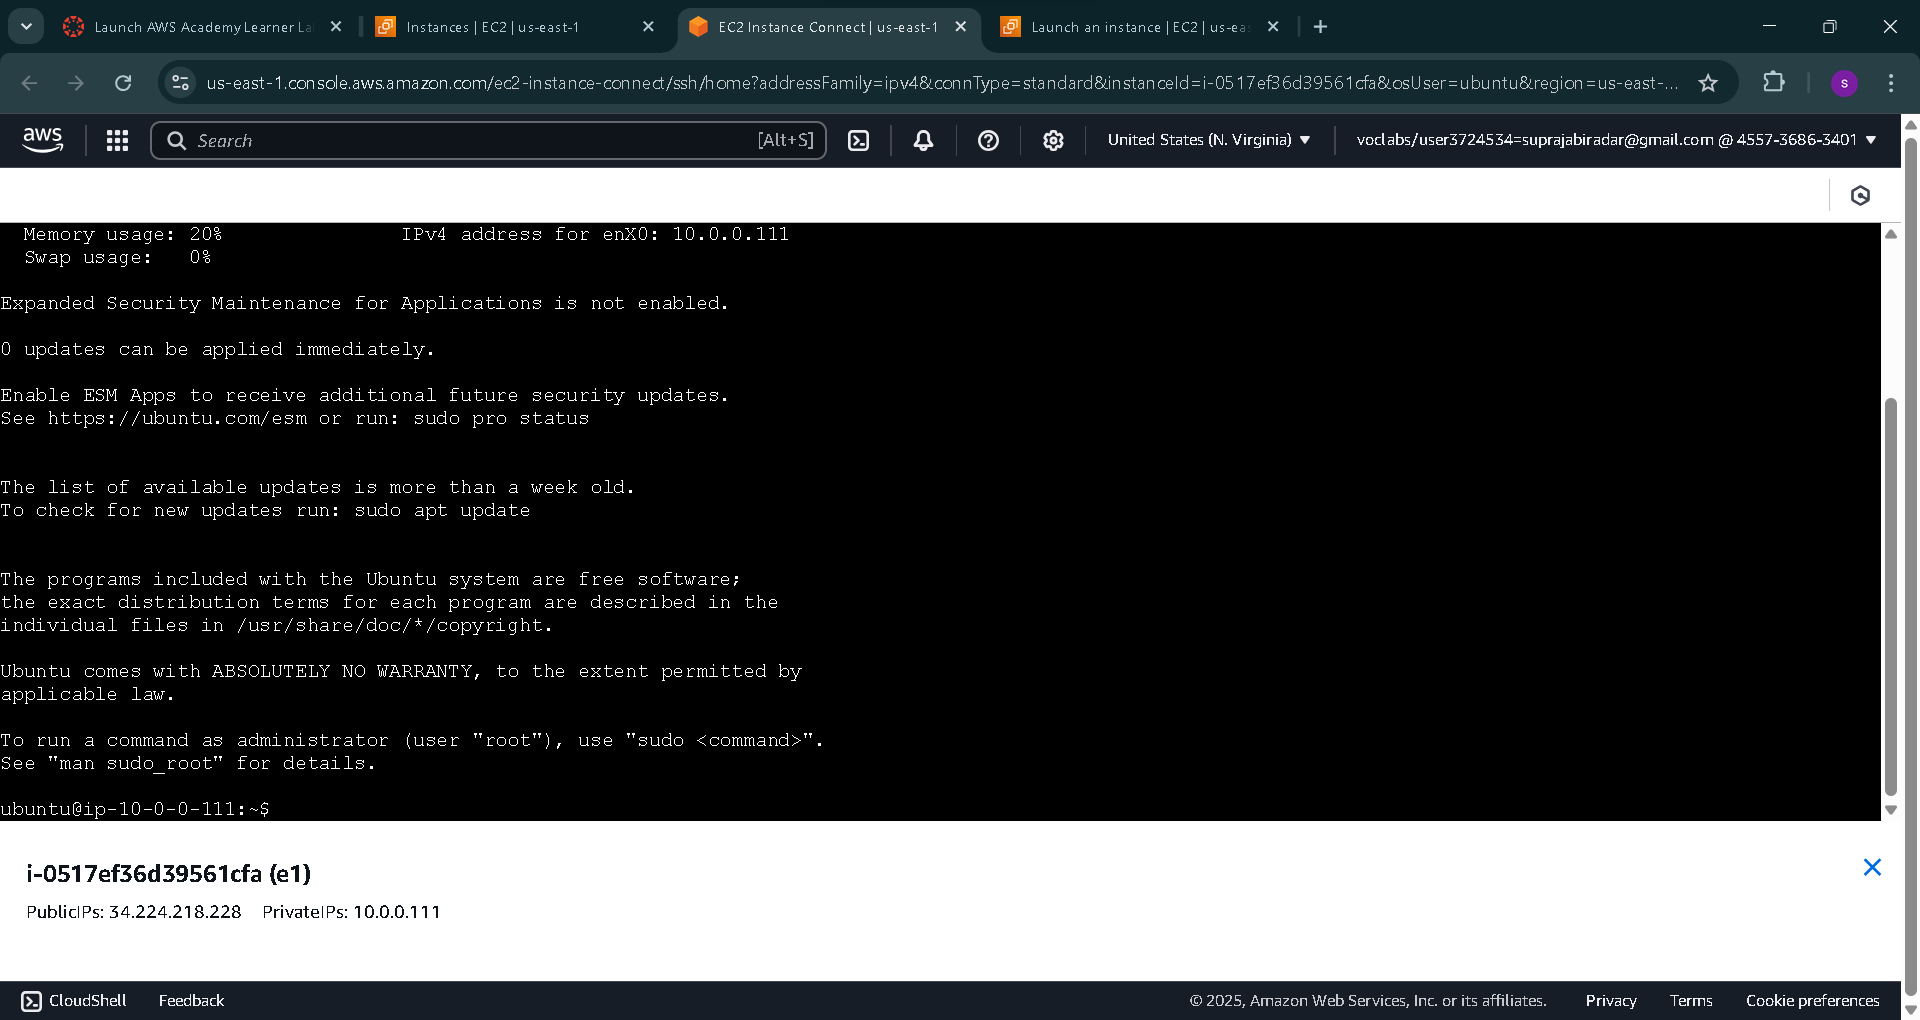 Launch AWS Academy Learner La
Instances | EC2 | us-east-1
EC2 Instance Connect | us-east-1
Launch an instance | EC2 | us-eas
us-east-1.console.aws.amazon.com/ec2-instance-connect/ssh/home?addressFamily=ipv4&connType=standard&instanceId=i-0517ef36d39561cfa&osUser=ubuntu&region=us-east-...
S
aws
Search
[Alt+S]
United States (N. Virginia)
voclabs/user3724534=suprajabiradar@gmail.com @ 4557-3686-3401
Memory usage: 20% IPv4 address for enX0: 10.0.0.111
Swap usage: 0%
Expanded Security Maintenance for Applications is not enabled.
0 updates can be applied immediately.
Enable ESM Apps to receive additional future security updates.
See https://ubuntu.com/esm or run: sudo pro status
The list of available updates is more than a week old.
To check for new updates run: sudo apt update
The programs included with the Ubuntu system are free software;
the exact distribution terms for each program are described in the
individual files in /usr/share/doc/*/copyright.
Ubuntu comes with ABSOLUTELY NO WARRANTY, to the extent permitted by
applicable law.
To run a command as administrator (user "root"), use "sudo <command>".
See "man sudo_root" for details.
ubuntu@ip-10-0-0-111:~$
i-0517ef36d39561cfa (e1)
PublicIPs: 34.224.218.228 PrivateIPs: 10.0.0.111
CloudShell Feedback © 2025, Amazon Web Services, Inc. or its affiliates. Privacy Terms Cookie preferences